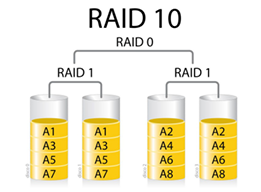 RAID 10
RAID 0
RAID 1 RAID 1
A1 A1 A2 A2
A3 A3 A4 A4
A5 A5 A6 A6
A7 A7 A8 A8